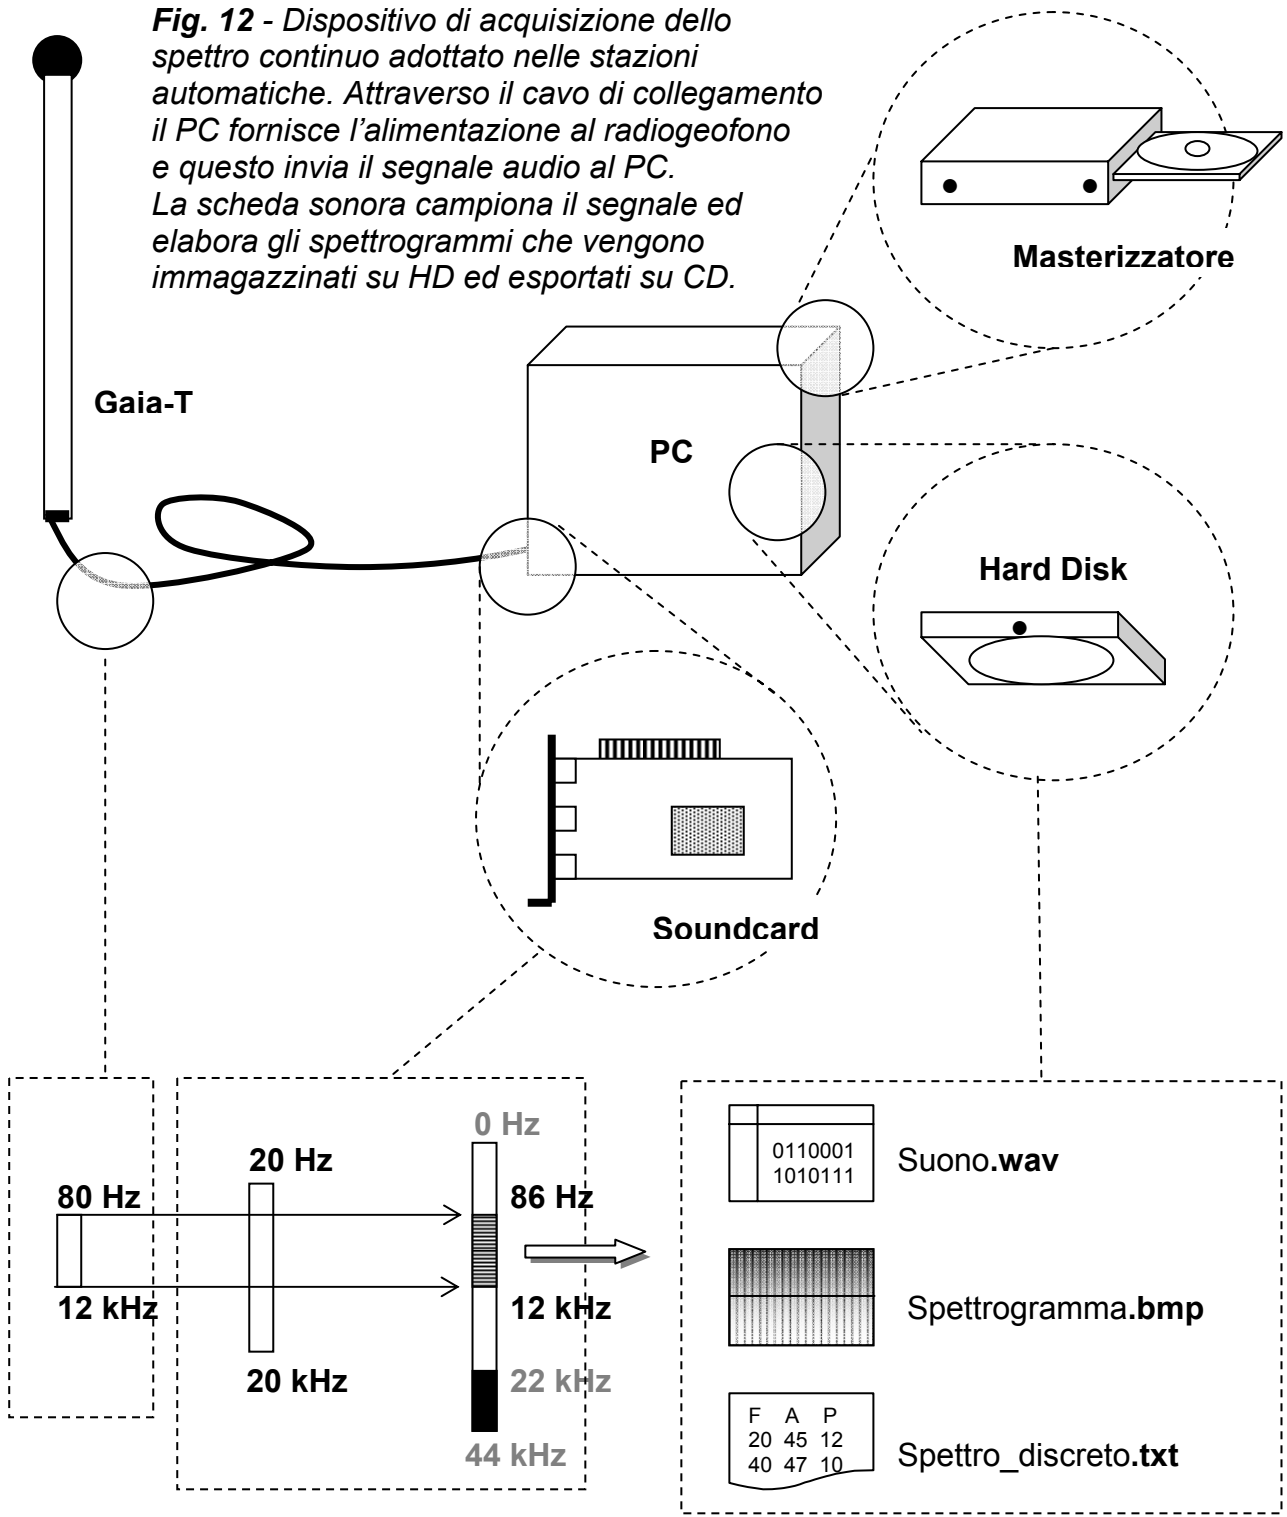 Fig. 12 - Dispositivo di acquisizione dello
spettro continuo adottato nelle stazioni
automatiche. Attraverso il cavo di collegamento
il PC fornisce l'alimentazione al radiogeofono
e questo invia il segnale audio al PC.
La scheda sonora campiona il segnale ed
elabora gli spettrogrammi che vengono
immagazzinati su HD ed esportati su CD.
Masterizzatore
Gaia-T
PC
Hard Disk
Soundcard
80 Hz
12 kHz
20 Hz
20 kHz
0 Hz
86 Hz
12 kHz
22 kHz
44 kHz
0110001
1010111
Suono.wav
Spettrogramma.bmp
F A P
20 45 12
40 47 10
Spettro_discreto.txt